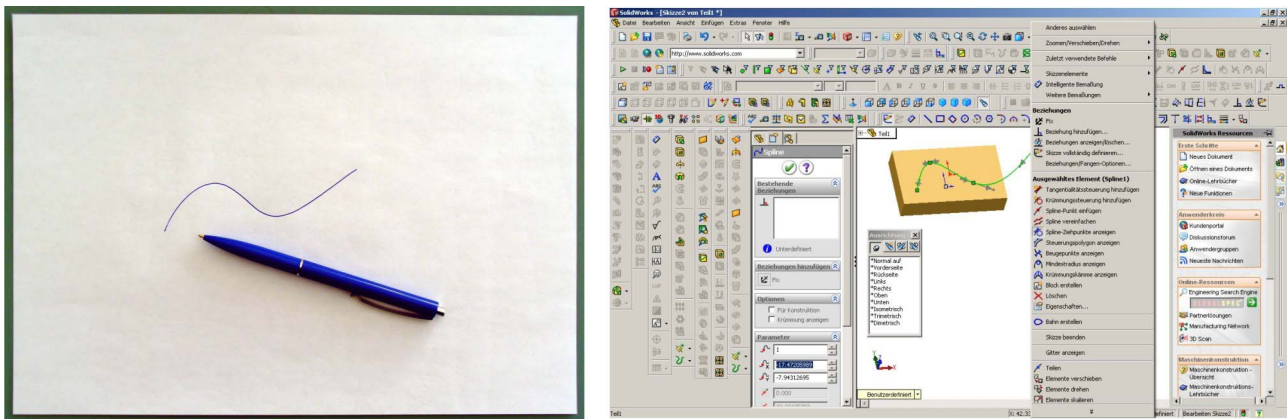 SolidWorks - [Skizze2 von Teil1 *]
Datei Bearbeiten Ansicht Einfügen Extras Fenster Hilfe
http://www.solidworks.com
Teil1
Spline
Bestehende Beziehungen
Unterdefiniert
Beziehungen hinzufügen
Fix
Optionen
Für Konstruktion
Krümmung anzeigen
Parameter
1
-7.94312695
0.000
Ausrichtung
*Normal auf
*Vorderseite
*Rückseite
*Links
*Rechts
*Oben
*Unten
*Isometrisch
*Trimetrisch
*Dimetrisch
Benutzerdefiniert
Anderes auswählen
Zoomen/Verschieben/Drehen
Zuletzt verwendete Befehle
Skizzenelemente
Intelligente Bemaßung
Weitere Bemaßungen
Beziehungen
Fix
Beziehung hinzufügen...
Beziehungen anzeigen/löschen...
Skizze vollständig definieren...
Beziehungen/Fangen-Optionen...
Ausgewähltes Element (Spline1)
Tangentialitätssteuerung hinzufügen
Krümmungssteuerung hinzufügen
Spline-Punkt einfügen
Spline vereinfachen
Spline-Ziehpunkte anzeigen
Steuerungspolygon anzeigen
Beugepunkte anzeigen
Mindestradius anzeigen
Krümmungskämme anzeigen
Block erstellen
Löschen
Eigenschaften...
Bahn erstellen
Skizze beenden
Gitter anzeigen
Teilen
Elemente verschieben
Elemente drehen
Elemente skalieren
SolidWorks Ressourcen
Erste Schritte
Neues Dokument
Öffnen eines Dokuments
Online-Lehrbücher
Neue Funktionen
Anwenderkreis
Kundenportal
Diskussionsforum
Anwendergruppen
Neueste Nachrichten
Online-Ressourcen
Engineering Search Engine
GLOBALSPEC
Partnerlösungen
Manufacturing Network
3D Scan
Maschinenkonstruktion
Maschinenkonstruktion -
Übersicht
Maschinenkonstruktions-
Lehrbücher
Teil1
X: 42.33
efiniert
Bearbeiten Skizze2